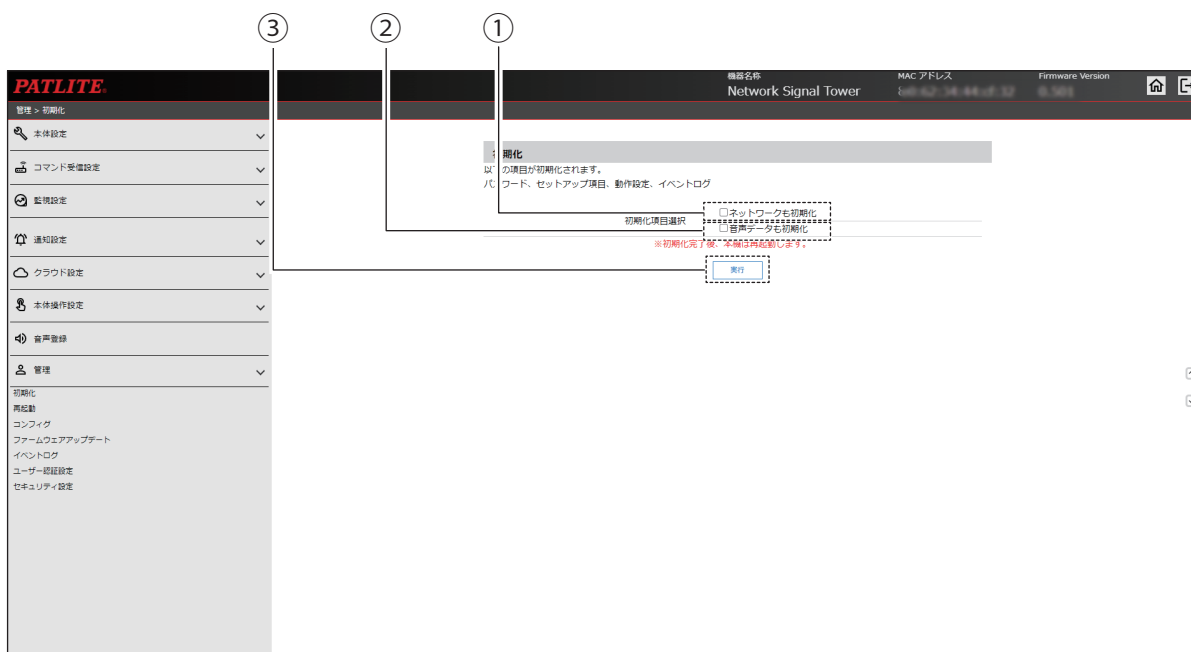 ③ ② ①
PATLITE
機器名称 MAC アドレス Firmware Version
Network Signal Tower
管理 > 初期化
本体設定
コマンド受信設定
監視設定
通知設定
クラウド設定
本体操作設定
音声登録
管理
初期化
再起動
コンフィグ
ファームウェアアップデート
イベントログ
ユーザー認証設定
セキュリティ設定
期化
以 の項目が初期化されます。
パ ワード、セットアップ項目、動作設定、イベントログ
初期化項目選択
ネットワークも初期化
音声データも初期化
※初期化完了後、本機は再起動します。
実行